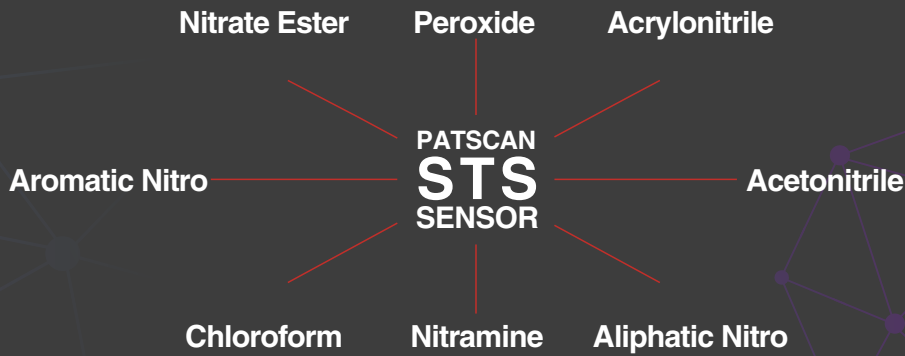 Nitrate Ester
Peroxide
Acrylonitrile
PATSCAN
STS
SENSOR
Aromatic Nitro
Acetonitrile
Chloroform
Nitramine
Aliphatic Nitro